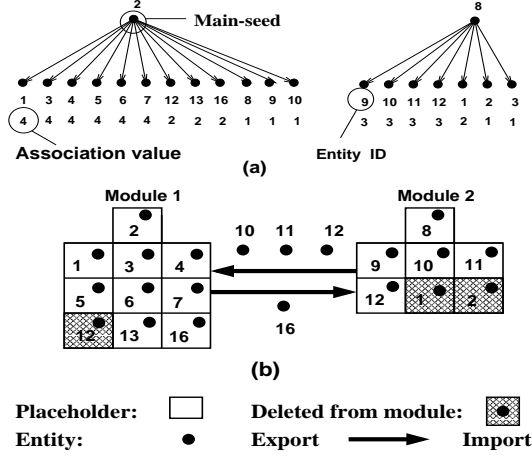 2
Main-seed
8
1 3 4 5 6 7 12 13 16 8 9 10
9 10 11 12 1 2 3
4 4 4 4 4 4 2 2 2 1 1 1
3 3 3 3 2 1 1
Association value
Entity ID
(a)
Module 1
Module 2
2
10 11 12
8
1 3 4
9 10 11
5 6 7
12 1 2
16
12 13 16
(b)
Placeholder:
Deleted from module:
Entity:
Export
Import